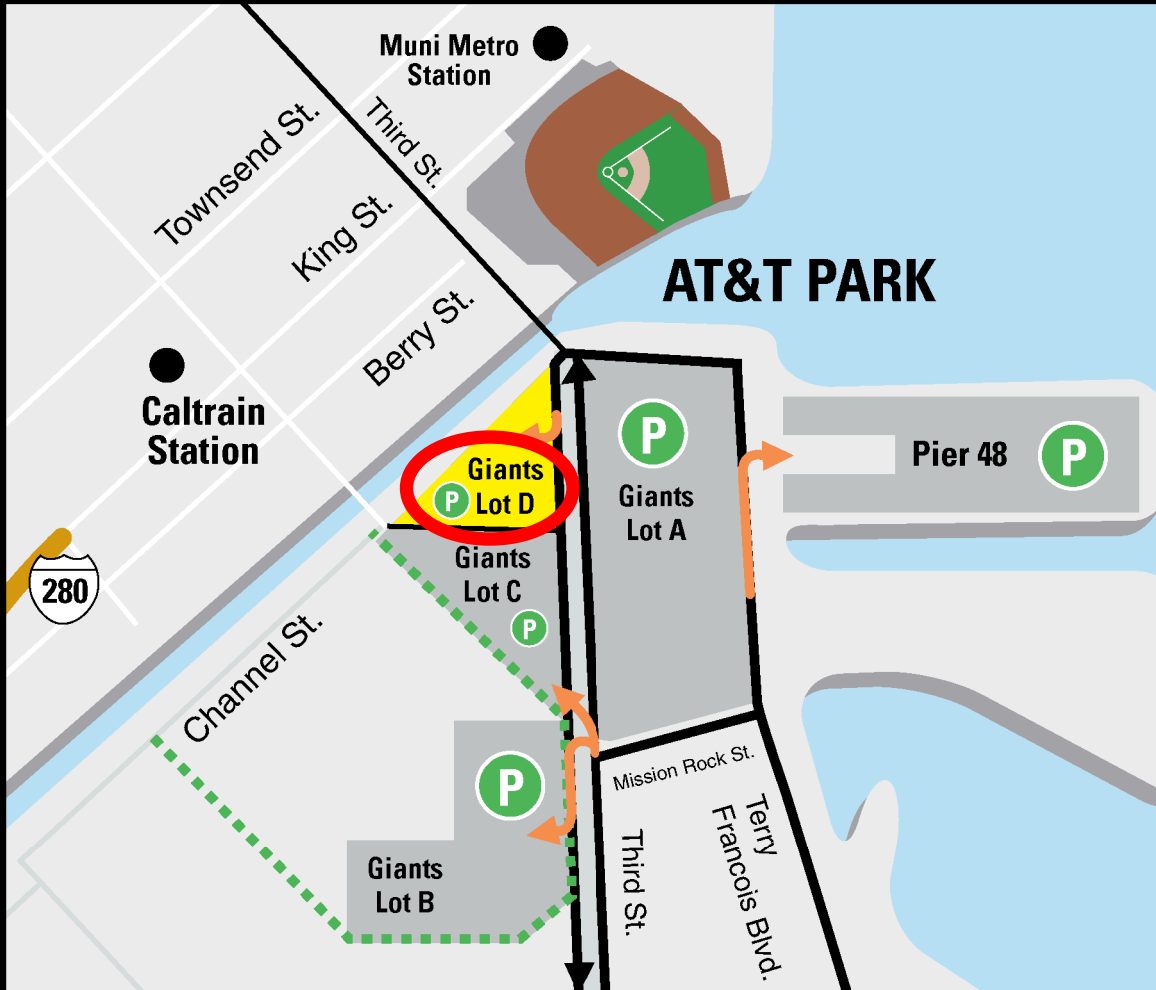 Muni Metro
Station
Third St.
Townsend St.
King St.
Berry St.
AT&T PARK
Caltrain
Station
P
Giants
Lot A
Pier 48
P
Giants
Lot D
P
280
Giants
Lot C
P
Channel St.
P
Mission Rock St.
Giants
Lot B
Third St.
Terry
Francois Blvd.